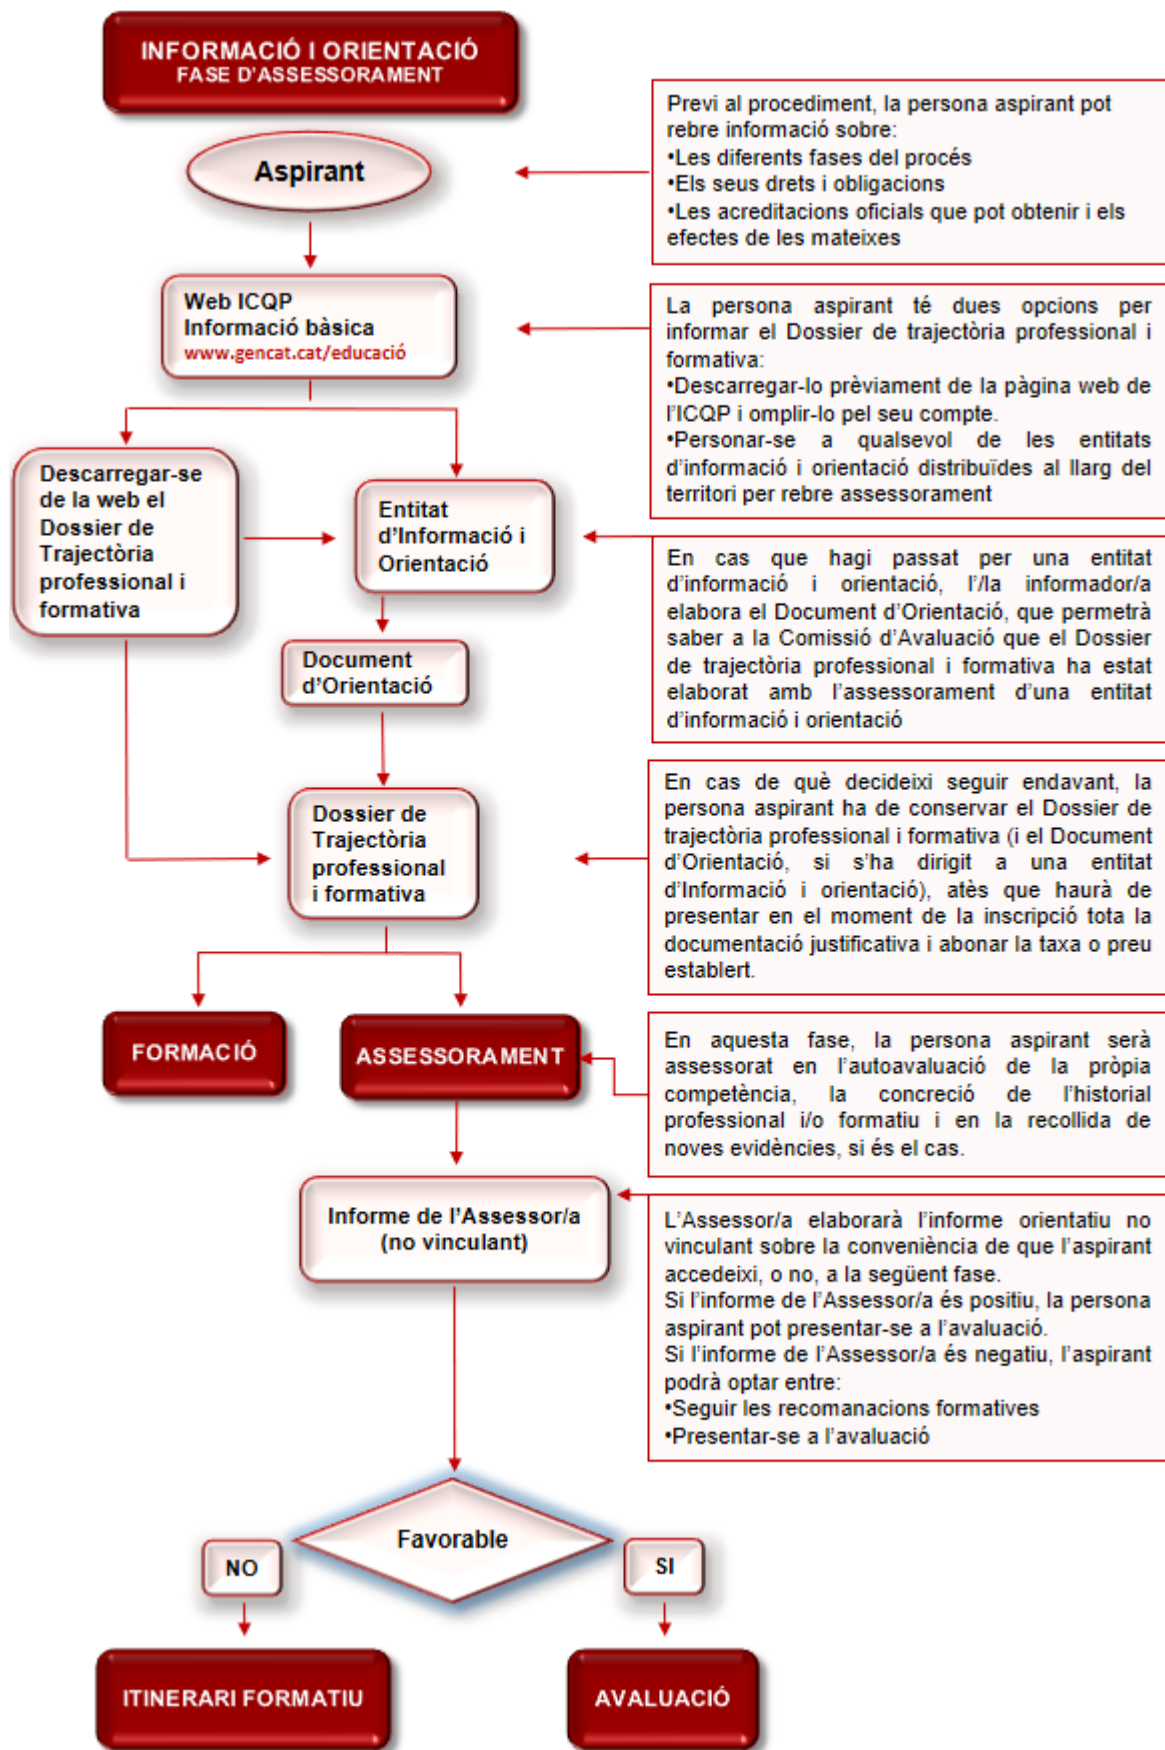 INFORMACIÓ I ORIENTACIÓ
FASE D'ASSESSORAMENT
Aspirant
Previ al procediment, la persona aspirant pot
rebre informació sobre:
•Les diferents fases del procés
•Els seus drets i obligacions
•Les acreditacions oficials que pot obtenir i els
efectes de les mateixes
Web ICQP
Informació bàsica
www.gencat.cat/educació
La persona aspirant té dues opcions per
informar el Dossier de trajectòria professional i
formativa:
•Descarregar-lo prèviament de la pàgina web de
l'ICQP i omplir-lo pel seu compte.
•Personar-se a qualsevol de les entitats
d'informació i orientació distribuïdes al llarg del
territori per rebre assessorament
Descarregar-se
de la web el
Dossier de
Trajectòria
professional i
formativa
Entitat
d'Informació i
Orientació
En cas que hagi passat per una entitat
d'informació i orientació, l'/la informador/a
elabora el Document d'Orientació, que permetrà
saber a la Comissió d'Avaluació que el Dossier
de trajectòria professional i formativa ha estat
elaborat amb l'assessorament d'una entitat
d'informació i orientació
Document
d'Orientació
Dossier de
Trajectòria
professional
i formativa
En cas de què decideixi seguir endavant, la
persona aspirant ha de conservar el Dossier de
trajectòria professional i formativa (i el Document
d'Orientació, si s'ha dirigit a una entitat
d'Informació i orientació), atès que haurà de
presentar en el moment de la inscripció tota la
documentació justificativa i abonar la taxa o preu
establert.
FORMACIÓ
ASSESSORAMENT
En aquesta fase, la persona aspirant serà
assessorat en l'autoavaluació de la pròpia
competència, la concreció de l'historial
professional i/o formatiu i en la recollida de
noves evidències, si és el cas.
Informe de l'Assessor/a
(no vinculant)
L'Assessor/a elaborarà l'informe orientatiu no
vinculant sobre la conveniència de que l'aspirant
accedeixi, o no, a la següent fase.
Si l'informe de l'Assessor/a és positiu, la persona
aspirant pot presentar-se a l'avaluació.
Si l'informe de l'Assessor/a és negatiu, l'aspirant
podrà optar entre:
•Seguir les recomanacions formatives
•Presentar-se a l'avaluació
Favorable
NO
SI
ITINERARI FORMATIU
AVALUACIÓ